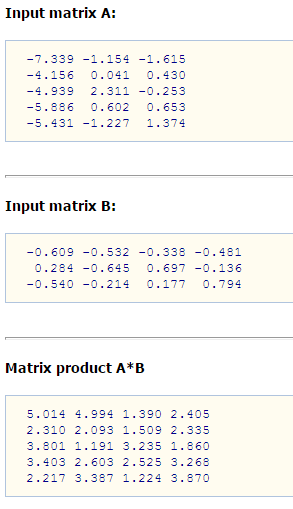 Input matrix A:
-7.339 -1.154 -1.615
-4.156 0.041 0.430
-4.939 2.311 -0.253
-5.886 0.602 0.653
-5.431 -1.227 1.374
Input matrix B:
-0.609 -0.532 -0.338 -0.481
0.284 -0.645 0.697 -0.136
-0.540 -0.214 0.177 0.794
Matrix product A*B
5.014 4.994 1.390 2.405
2.310 2.093 1.509 2.335
3.801 1.191 3.235 1.860
3.403 2.603 2.525 3.268
2.217 3.387 1.224 3.870